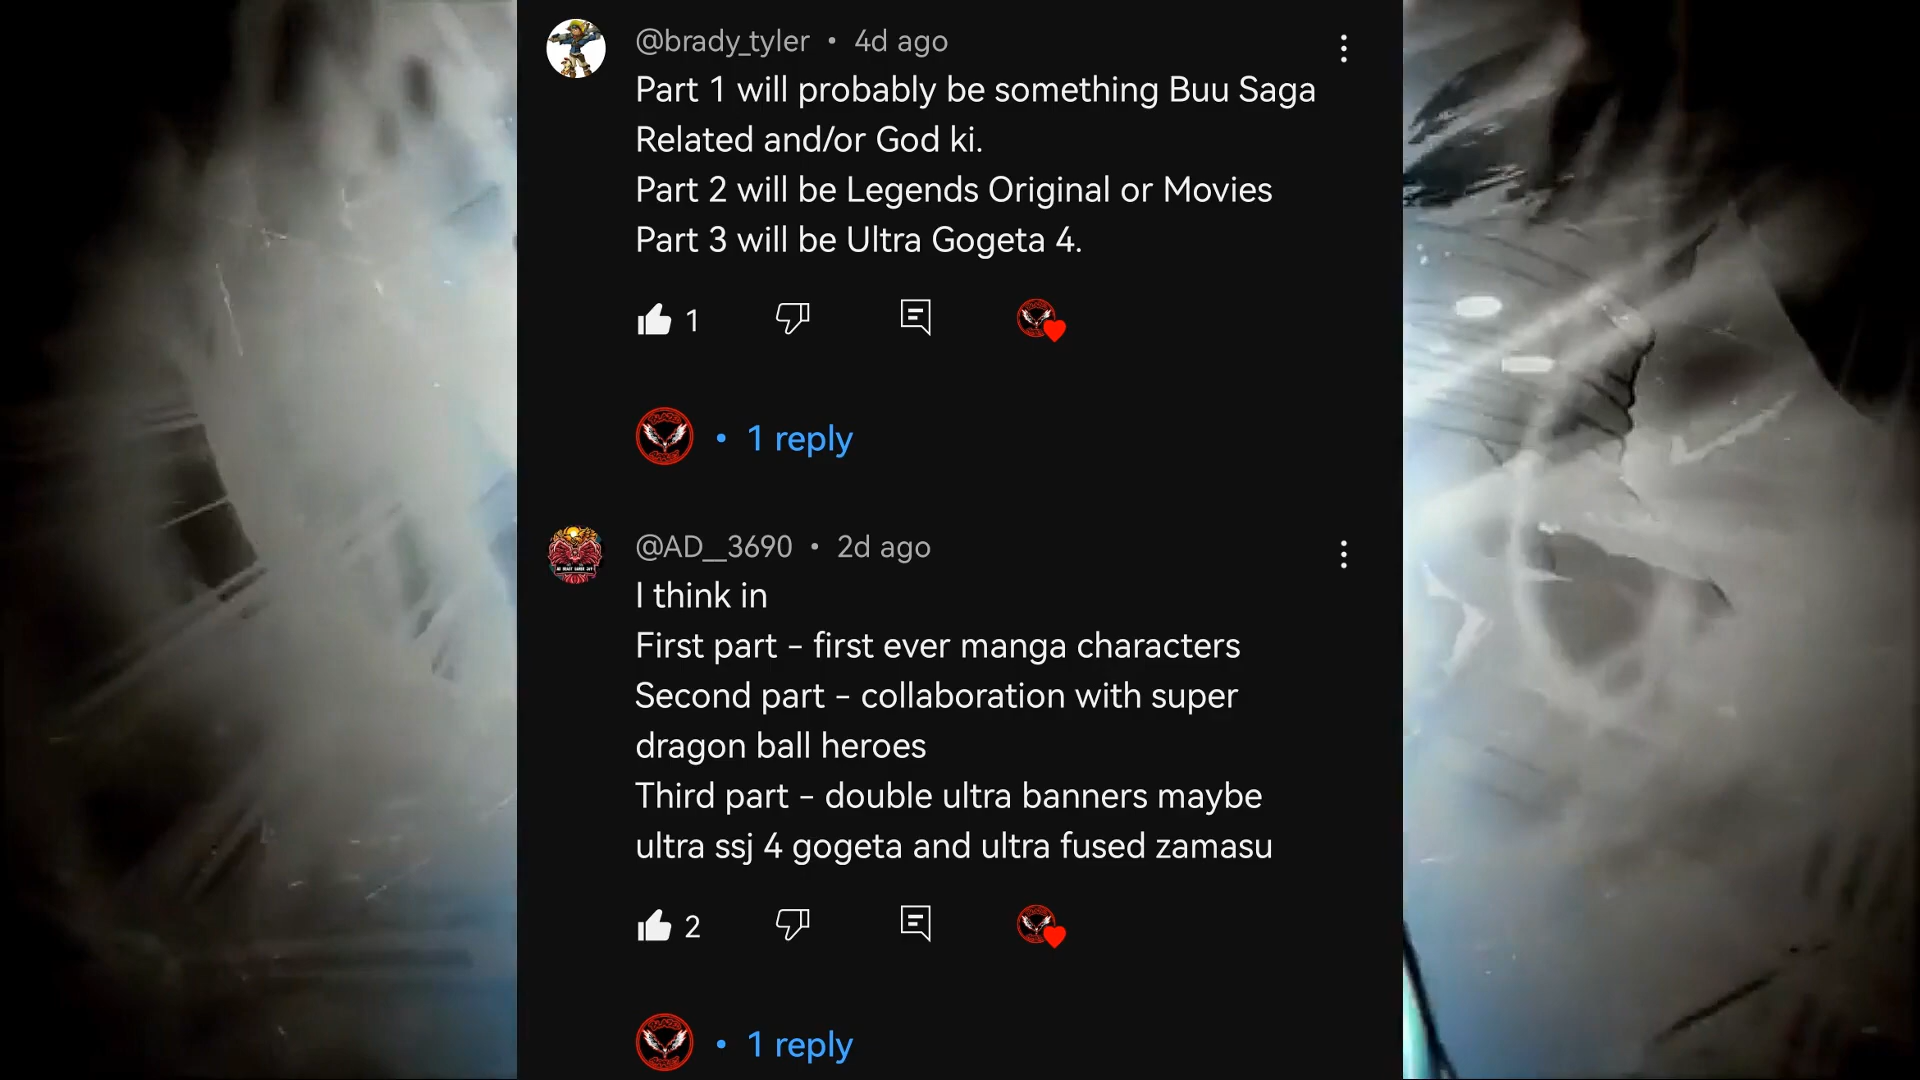 @brady_tyler • 4d ago
Part 1 will probably be something Buu Saga
Related and/or God ki.
Part 2 will be Legends Original or Movies
Part 3 will be Ultra Gogeta 4.
1
• 1 reply
@AD__3690 • 2d ago
I think in
First part - first ever manga characters
Second part - collaboration with super
dragon ball heroes
Third part - double ultra banners maybe
ultra ssj 4 gogeta and ultra fused zamasu
2
• 1 reply